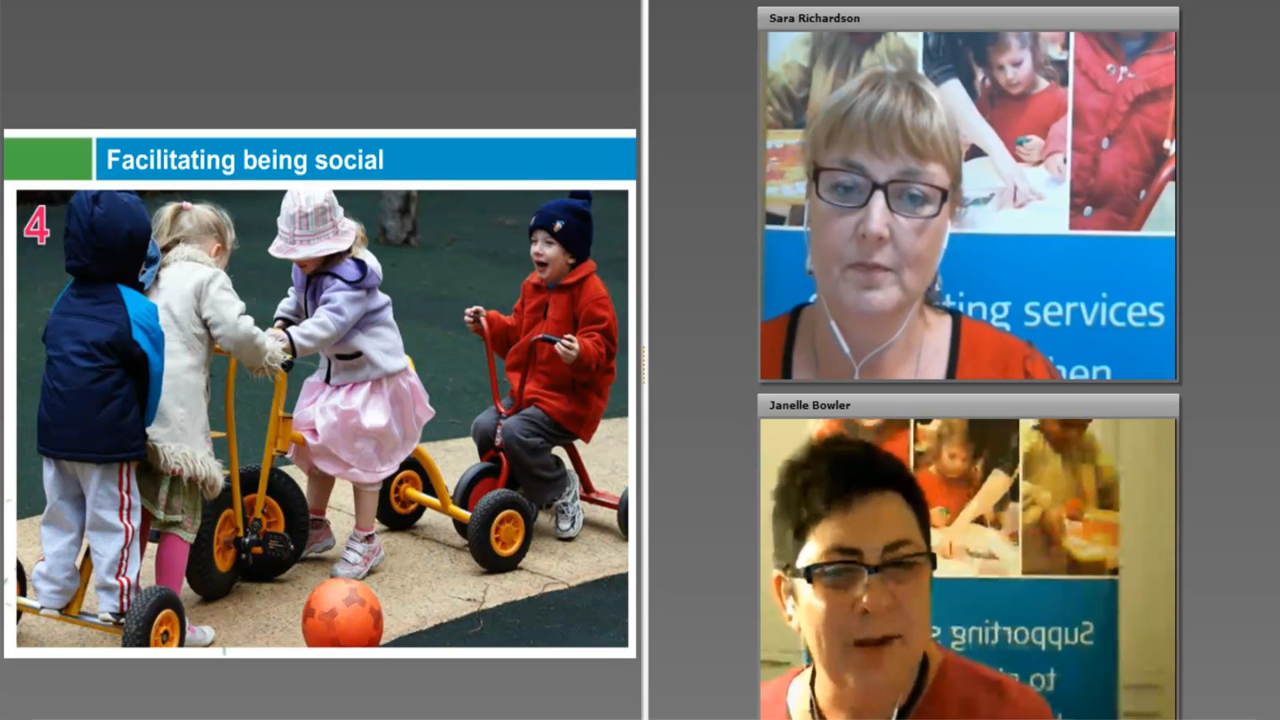 Facilitating being social
4
Sara Richardson
ting services
Janelle Bowler
Supporting s
to